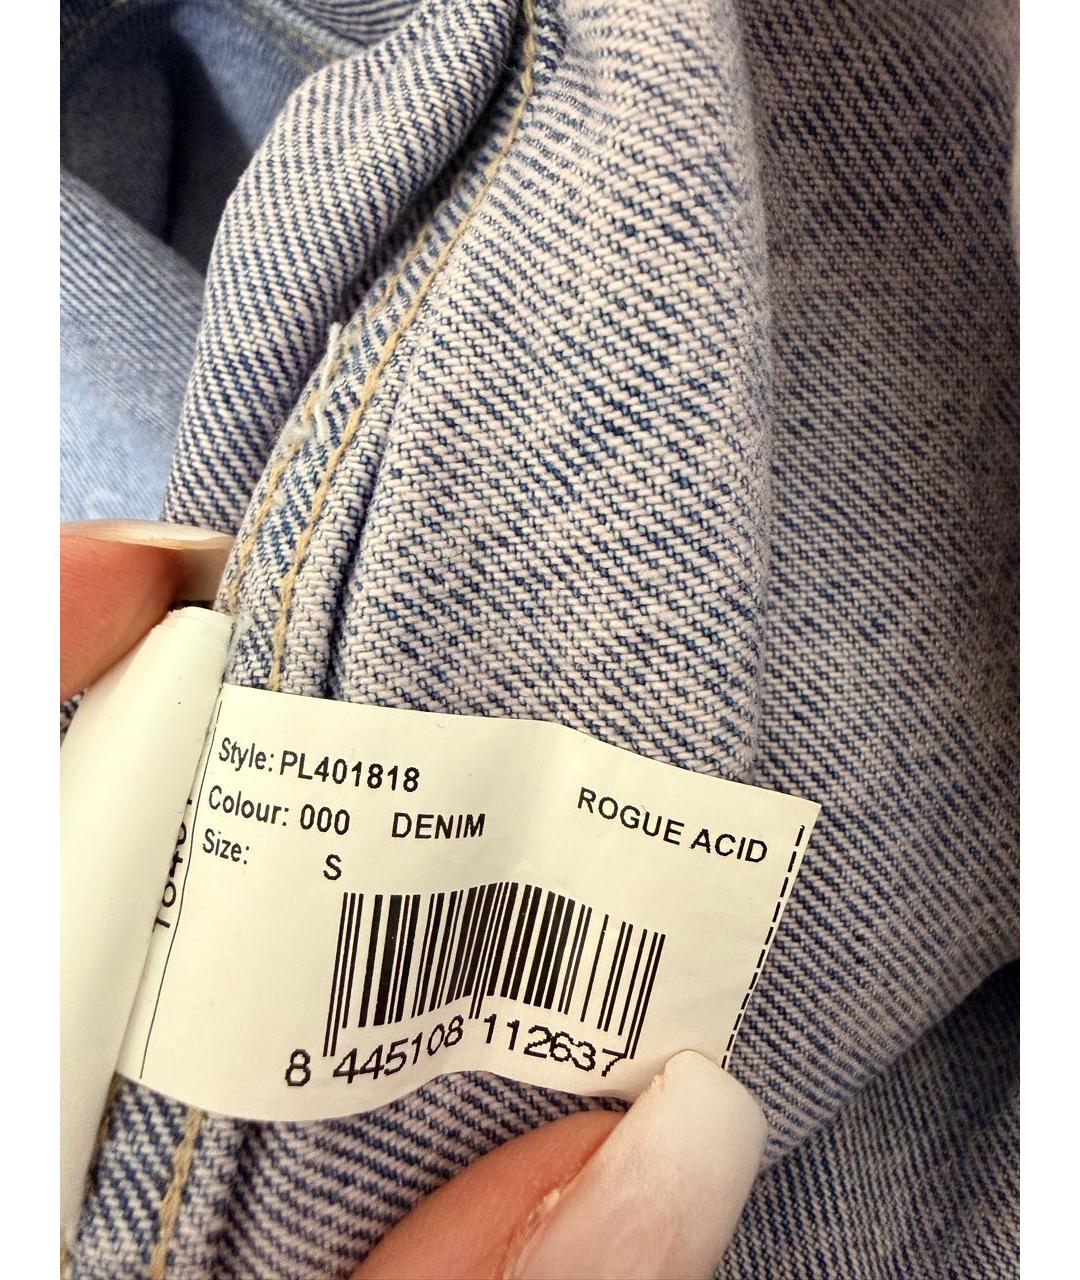 Style: PL401818
ROGUE ACID
Colour: 000 DENIM
Size: S
8 445108 112637